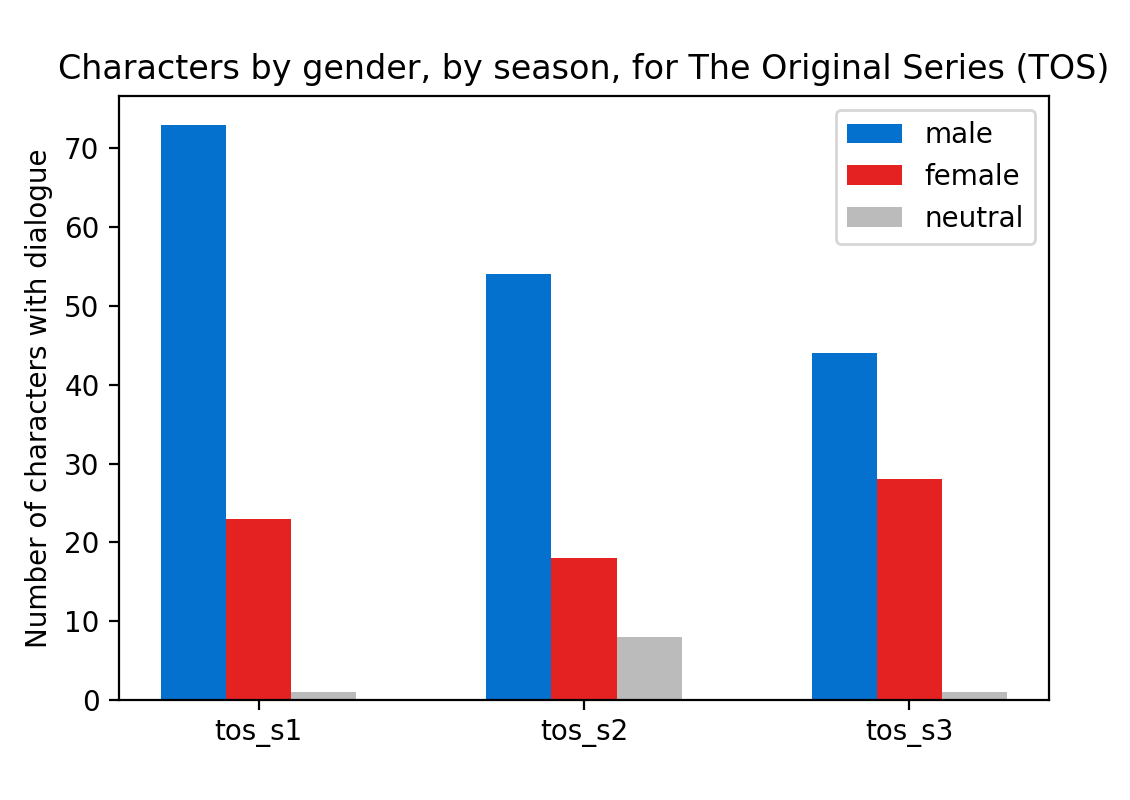 Characters by gender, by season, for The Original Series (TOS)
Number of characters with dialogue
70
60
50
40
30
20
10
0
male
female
neutral
tos_s1
tos_s2
tos_s3